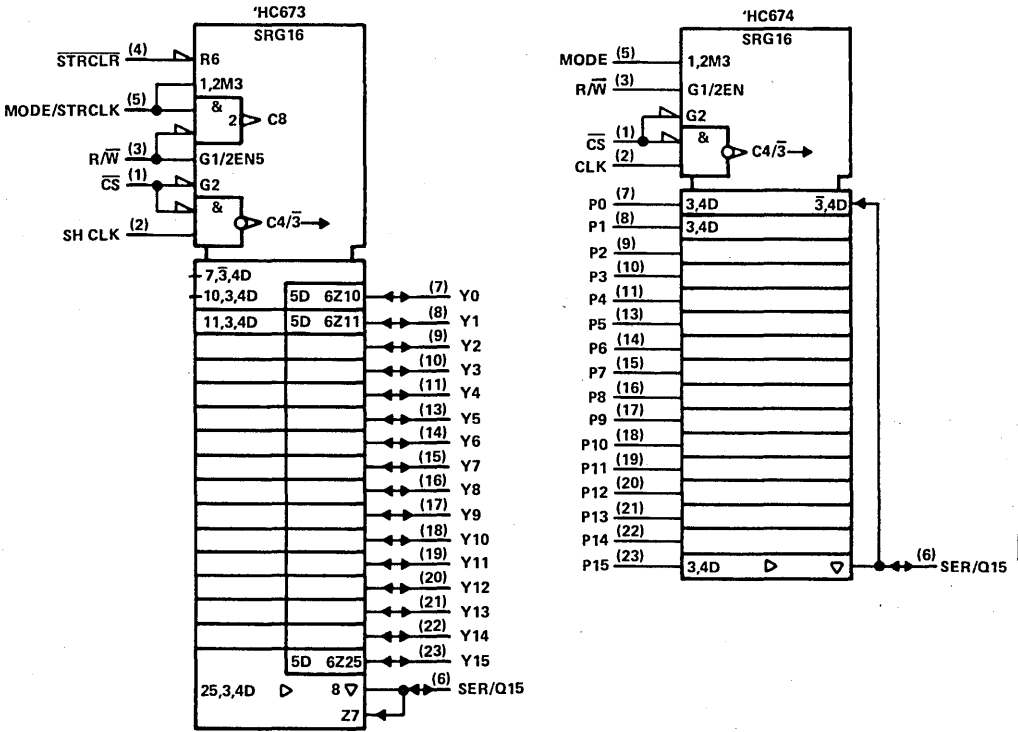 'HC673
SRG16
STRCLR (4) R6
1,2M3
MODE/STRCLK (5) &
2 C8
R/W (3) G1/2EN5
CS (1) G2
&
SH CLK (2) C4/3
7,3,4D
10,3,4D 5D 6Z10 (7) Y0
11,3,4D 5D 6Z11 (8) Y1
(9) Y2
(10) Y3
(11) Y4
(13) Y5
(14) Y6
(15) Y7
(16) Y8
(17) Y9
(18) Y10
(19) Y11
(20) Y12
(21) Y13
(22) Y14
5D 6Z25 (23) Y15
25,3,4D 8 (6) SER/Q15
Z7
'HC674
SRG16
MODE (5) 1,2M3
R/W (3) G1/2EN
G2
CS (1) &
CLK (2) C4/3
P0 (7) 3,4D 3,4D
P1 (8) 3,4D
P2 (9)
P3 (10)
P4 (11)
P5 (13)
P6 (14)
P7 (15)
P8 (16)
P9 (17)
P10 (18)
P11 (19)
P12 (20)
P13 (21)
P14 (22)
P15 (23) 3,4D (6) SER/Q15